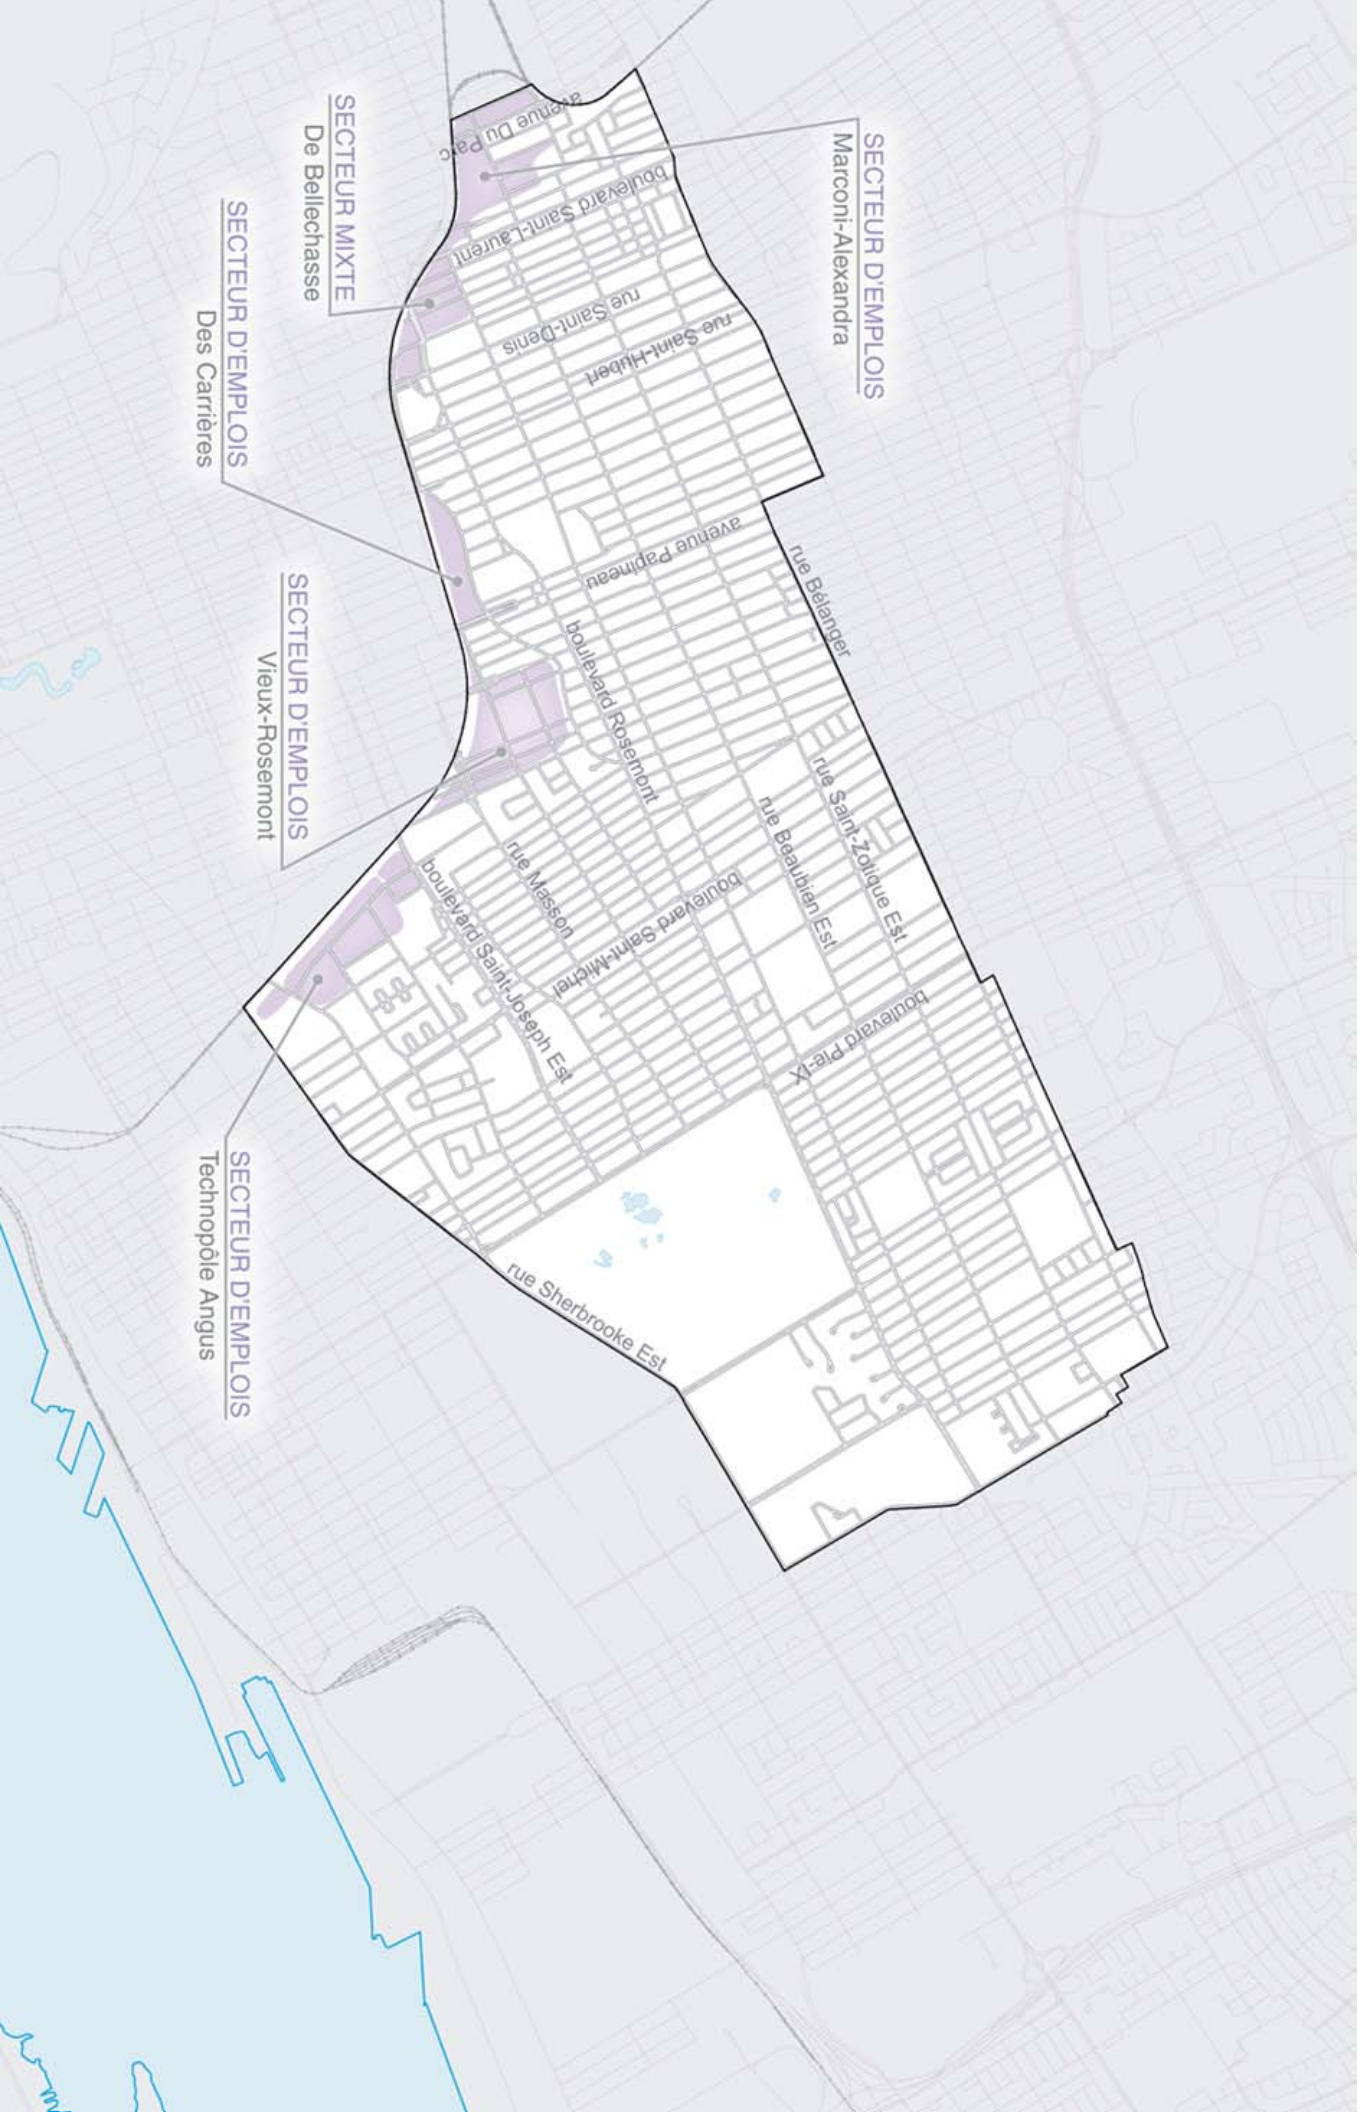 SECTEUR D'EMPLOIS
Marconi-Alexandra
SECTEUR MIXTE
De Bellechasse
SECTEUR D'EMPLOIS
Des Carrières
SECTEUR D'EMPLOIS
Vieux-Rosemont
SECTEUR D'EMPLOIS
Technopôle Angus
avenue Du Parc
boulevard Saint-Laurent
rue Saint-Denis
rue Saint-Hubert
avenue Papineau
rue Bélanger
boulevard Rosemont
rue Saint-Zotique Est
rue Beaubien Est
rue Masson
boulevard Saint-Michel
boulevard Saint-Joseph Est
boulevard Pie-IX
rue Sherbrooke Est